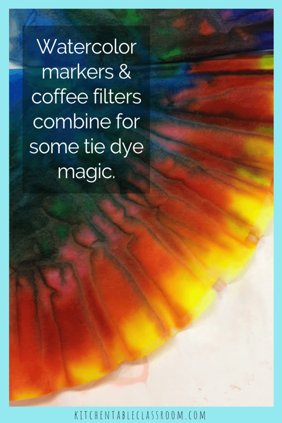 Watercolor
markers &
coffee filters
combine for
some tie dye
magic.
KITCHENTABLECLASSROOM.COM